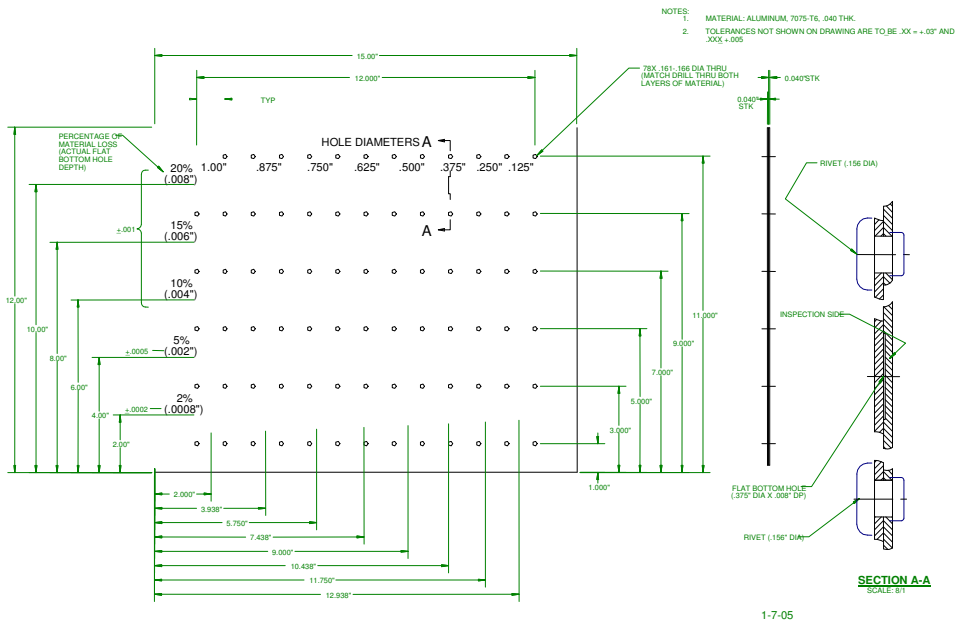 NOTES:
1. MATERIAL: ALUMINUM, 7075-T6, .040 THK.
2. TOLERANCES NOT SHOWN ON DRAWING ARE TO BE .XX = +.03" AND
.XXX +.005
15.00"
12.000"
TYP
78X .161-.166 DIA THRU
(MATCH DRILL THRU BOTH
LAYERS OF MATERIAL)
0.040"STK
0.040"
STK
PERCENTAGE OF
MATERIAL LOSS
(ACTUAL FLAT
BOTTOM HOLE
DEPTH)
HOLE DIAMETERS A
1.00" .875" .750" .625" .500" .375" .250" .125"
20%
(.008")
RIVET (.156 DIA)
15%
(.006")
±.001
A
10%
(.004")
12.00"
10.00"
8.00"
6.00"
4.00"
2.00"
5%
(.002")
±.0005
2%
(.0008")
±.0002
11.000"
9.000"
7.000"
5.000"
3.000"
1.000"
INSPECTION SIDE
2.000"
3.938"
5.750"
7.438"
9.000"
10.438"
11.750"
12.938"
FLAT BOTTOM HOLE
(.375" DIA X .008" DP)
RIVET (.156" DIA)
SECTION A-A
SCALE: 8/1
1-7-05